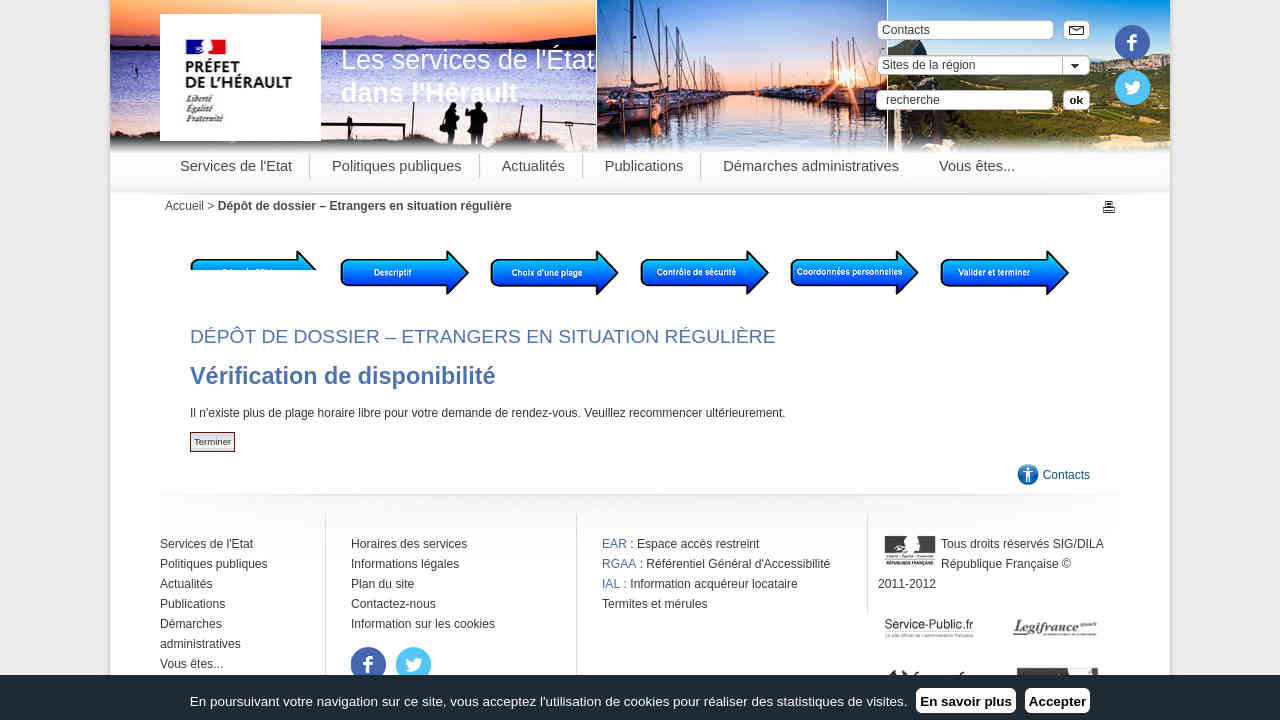 PRÉFET
DE L'HÉRAULT
Liberté
Égalité
Fraternité
Les services de l'État
dans l'Hérault
Contacts
Sites de la région
recherche
ok
Services de l'Etat
Politiques publiques
Actualités
Publications
Démarches administratives
Vous êtes...
Accueil > Dépôt de dossier – Etrangers en situation régulière
Descriptif
Choix d'une plage
Contrôle de sécurité
Coordonnées personnelles
Valider et terminer
DÉPÔT DE DOSSIER – ETRANGERS EN SITUATION RÉGULIÈRE
Vérification de disponibilité
Il n'existe plus de plage horaire libre pour votre demande de rendez-vous. Veuillez recommencer ultérieurement.
Terminer
Contacts
Services de l'Etat
Politiques publiques
Actualités
Publications
Démarches
administratives
Vous êtes...
Horaires des services
Informations légales
Plan du site
Contactez-nous
Information sur les cookies
EAR : Espace accès restreint
RGAA : Référentiel Général d'Accessibilité
IAL : Information acquéreur locataire
Termites et mérules
RÉPUBLIQUE FRANÇAISE
Tous droits réservés SIG/DILA
République Française ©
2011-2012
Service-Public.fr
Legifrance
En poursuivant votre navigation sur ce site, vous acceptez l'utilisation de cookies pour réaliser des statistiques de visites.
En savoir plus
Accepter